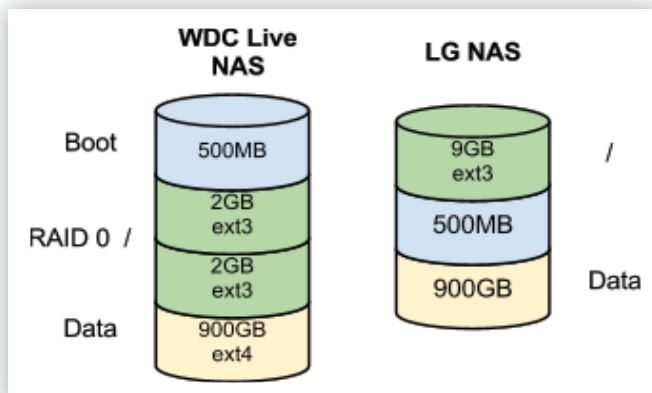 WDC Live
NAS
LG NAS
Boot
500MB
2GB
ext3
RAID 0 /
2GB
ext3
Data
900GB
ext4
9GB
ext3
/
500MB
900GB
Data